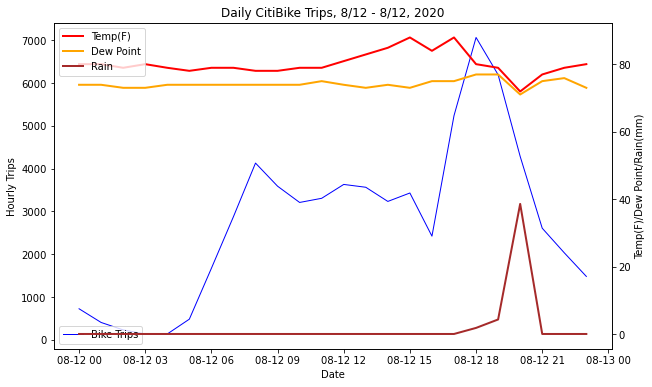 Daily CitiBike Trips, 8/12 - 8/12, 2020
Temp(F)
Dew Point
Rain
Bike Trips
7000
6000
5000
4000
3000
2000
1000
0
Hourly Trips
80
60
40
20
0
Temp(F)/Dew Point/Rain(mm)
08-12 00 08-12 03 08-12 06 08-12 09 08-12 12 08-12 15 08-12 18 08-12 21 08-13 00
Date